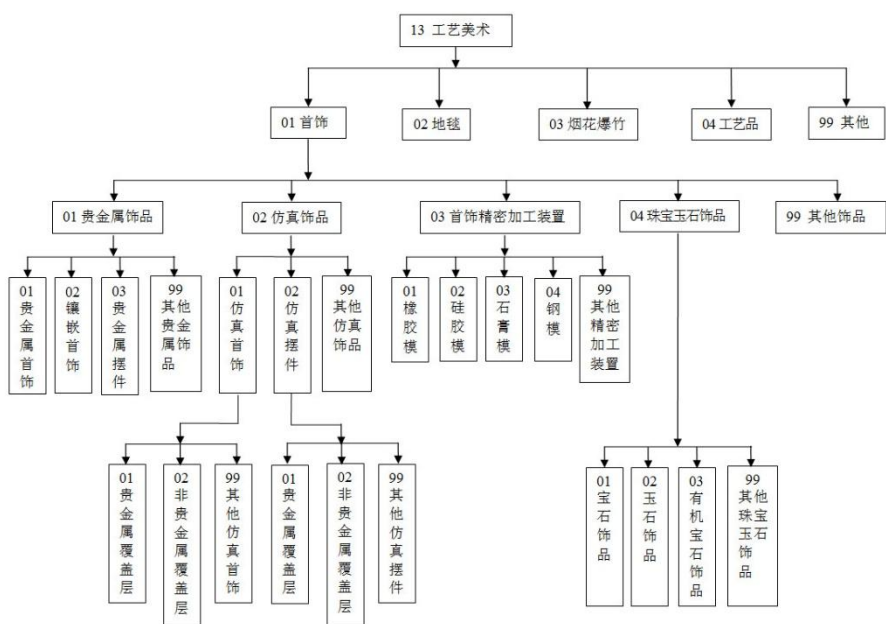 13 工艺美术
01 首饰
02 地毯
03 烟花爆竹
04 工艺品
99 其他
01 贵金属饰品
02 仿真饰品
03 首饰精密加工装置
04 珠宝玉石饰品
99 其他饰品
01 贵金属首饰
02 镶嵌首饰
03 贵金属摆件
99 其他贵金属饰品
01 仿真首饰
02 仿真摆件
99 其他仿真饰品
01 橡胶模
02 硅胶模
03 石膏模
04 钢模
99 其他精密加工装置
01 贵金属覆盖层
02 非贵金属覆盖层
99 其他仿真首饰
01 贵金属覆盖层
02 非贵金属覆盖层
99 其他仿真摆件
01 宝石饰品
02 玉石饰品
03 有机宝石饰品
99 其他珠宝玉石饰品